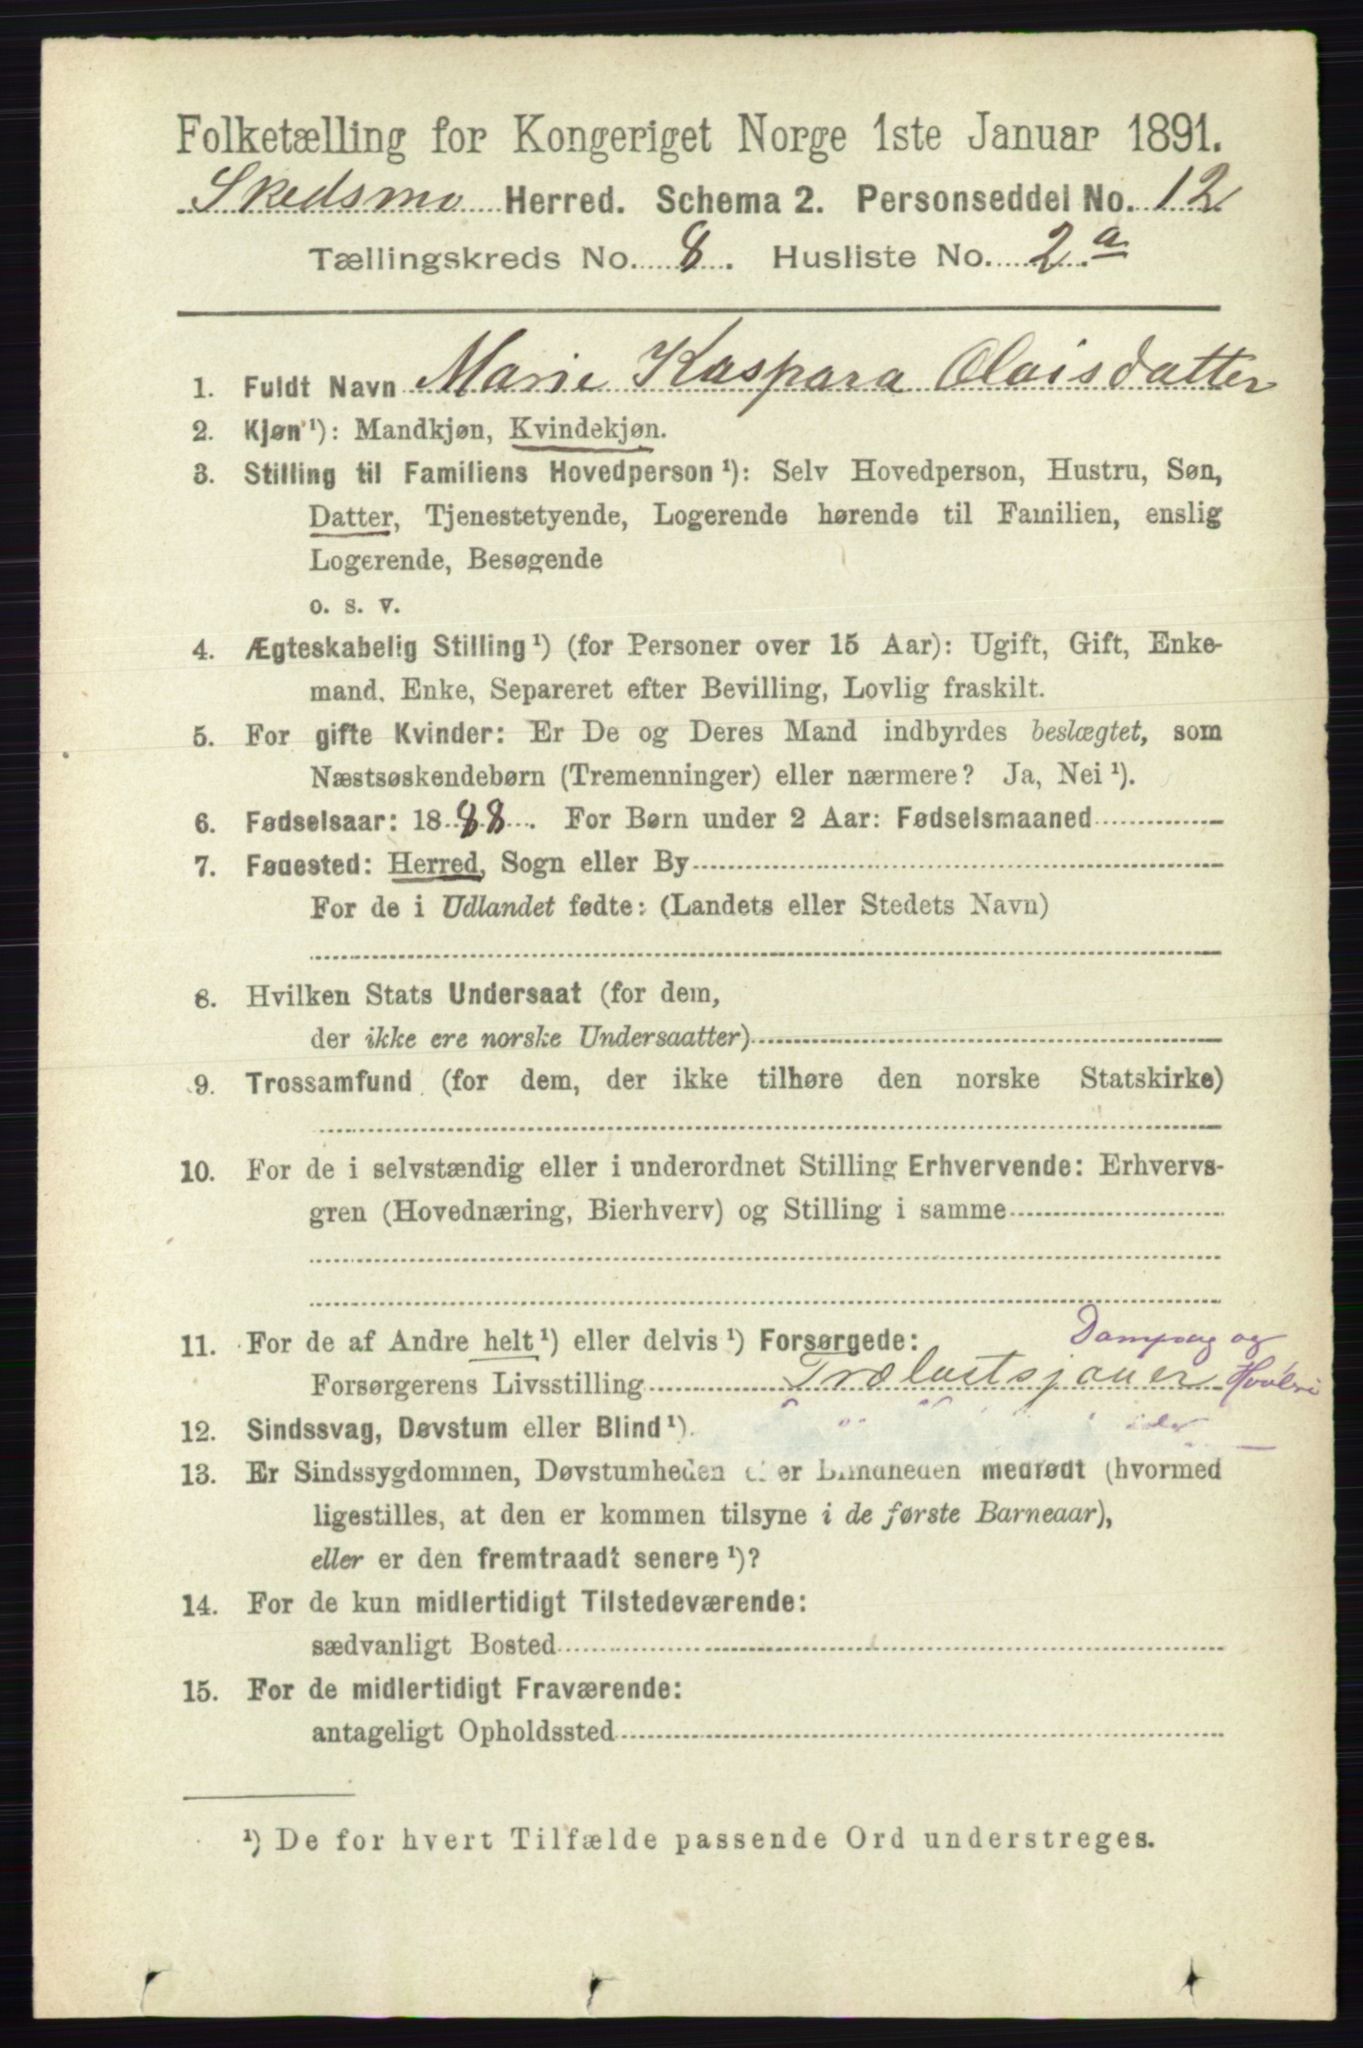 Folketælling for Kongeriget Norge 1ste Januar 1891.
Skedsmo Herred. Schema 2. Personseddel No. 12
Tællingskreds No. 8. Husliste No. 2a
1. Fuldt Navn Marie Kaspara Olaisdatter
2. Kjøn¹): Mandkjøn, Kvindekjøn.
3. Stilling til Familiens Hovedperson¹): Selv Hovedperson, Hustru, Søn,
Datter, Tjenestetyende, Logerende hørende til Familien, enslig
Logerende, Besøgende
o. s. v.
4. Ægteskabelig Stilling¹) (for Personer over 15 Aar): Ugift, Gift, Enke-
mand, Enke, Separeret efter Bevilling, Lovlig fraskilt.
5. For gifte Kvinder: Er De og Deres Mand indbyrdes beslægtet, som
Næstsøskendebørn (Tremenninger) eller nærmere? Ja, Nei¹).
6. Fødselsaar: 1888. For Børn under 2 Aar: Fødselsmaaned
7. Fødested: Herred, Sogn eller By
For de i Udlandet fødte: (Landets eller Stedets Navn)
8. Hvilken Stats Undersaat (for dem,
der ikke ere norske Undersaatter)
9. Trossamfund (for dem, der ikke tilhøre den norske Statskirke)
10. For de i selvstændig eller i underordnet Stilling Erhvervende: Erhvervs-
gren (Hovednæring, Bierhverv) og Stilling i samme
11. For de af Andre helt¹) eller delvis¹) Forsørgede: Dampsag og
Forsørgerens Livsstilling Trælastsjouer Høvleri
12. Sindssvag, Døvstum eller Blind¹).
13. Er Sindssygdommen, Døvstumheden eller Blindheden medfødt (hvormed
ligestilles, at den er kommen tilsyne i de første Barneaar),
eller er den fremtraadt senere¹)?
14. For de kun midlertidigt Tilstedeværende:
sædvanligt Bosted
15. For de midlertidigt Fraværende:
antageligt Opholdssted
¹) De for hvert Tilfælde passende Ord understreges.